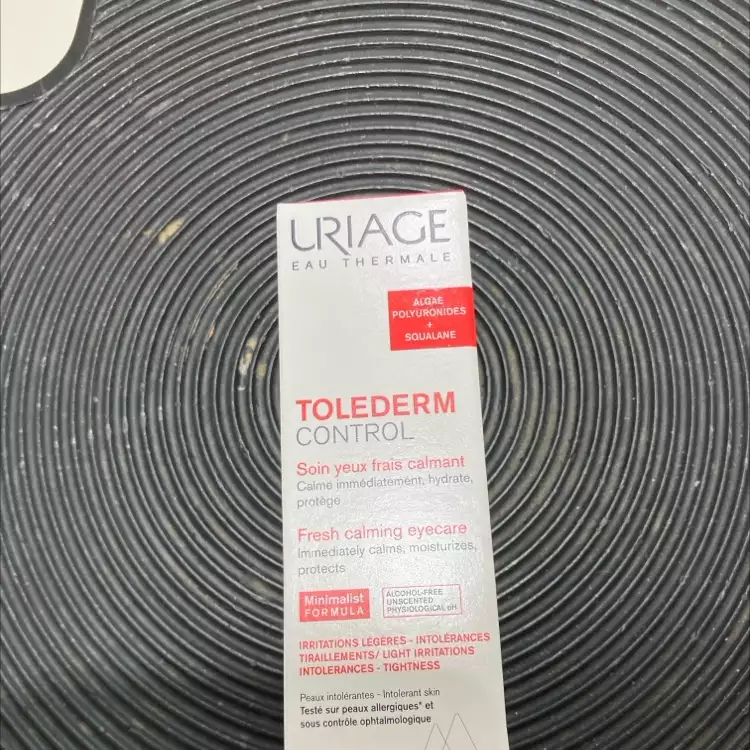 URIAGE
EAU THERMALE
ALGAE
POLYURONIDES
+
SQUALANE
TOLEDERM
CONTROL
Soin yeux frais calmant
Calme immédiatement, hydrate,
protège
Fresh calming eyecare
Immediately calms, moisturizes,
protects
Minimalist
FORMULA
ALCOHOL-FREE
UNSCENTED
PHYSIOLOGICAL pH
IRRITATIONS LÉGÈRES - INTOLÉRANCES
TIRAILLEMENTS/ LIGHT IRRITATIONS
INTOLERANCES - TIGHTNESS
Peaux intolérantes - Intolerant skin
Testé sur peaux allergiques* et
sous contrôle ophtalmologique